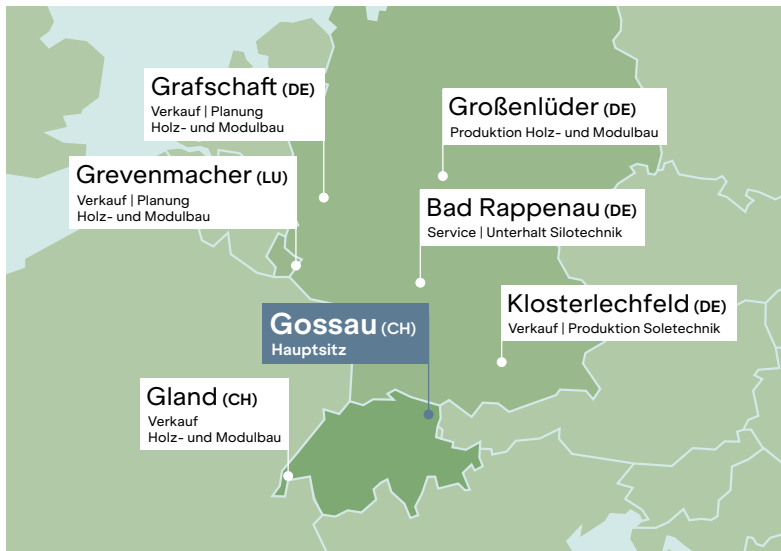 Grafschaft (DE)
Verkauf | Planung
Holz- und Modulbau
Großenlüder (DE)
Produktion Holz- und Modulbau
Grevenmacher (LU)
Verkauf | Planung
Holz- und Modulbau
Bad Rappenau (DE)
Service | Unterhalt Silotechnik
Klosterlechfeld (DE)
Verkauf | Produktion Soletechnik
Gossau (CH)
Hauptsitz
Gland (CH)
Verkauf
Holz- und Modulbau